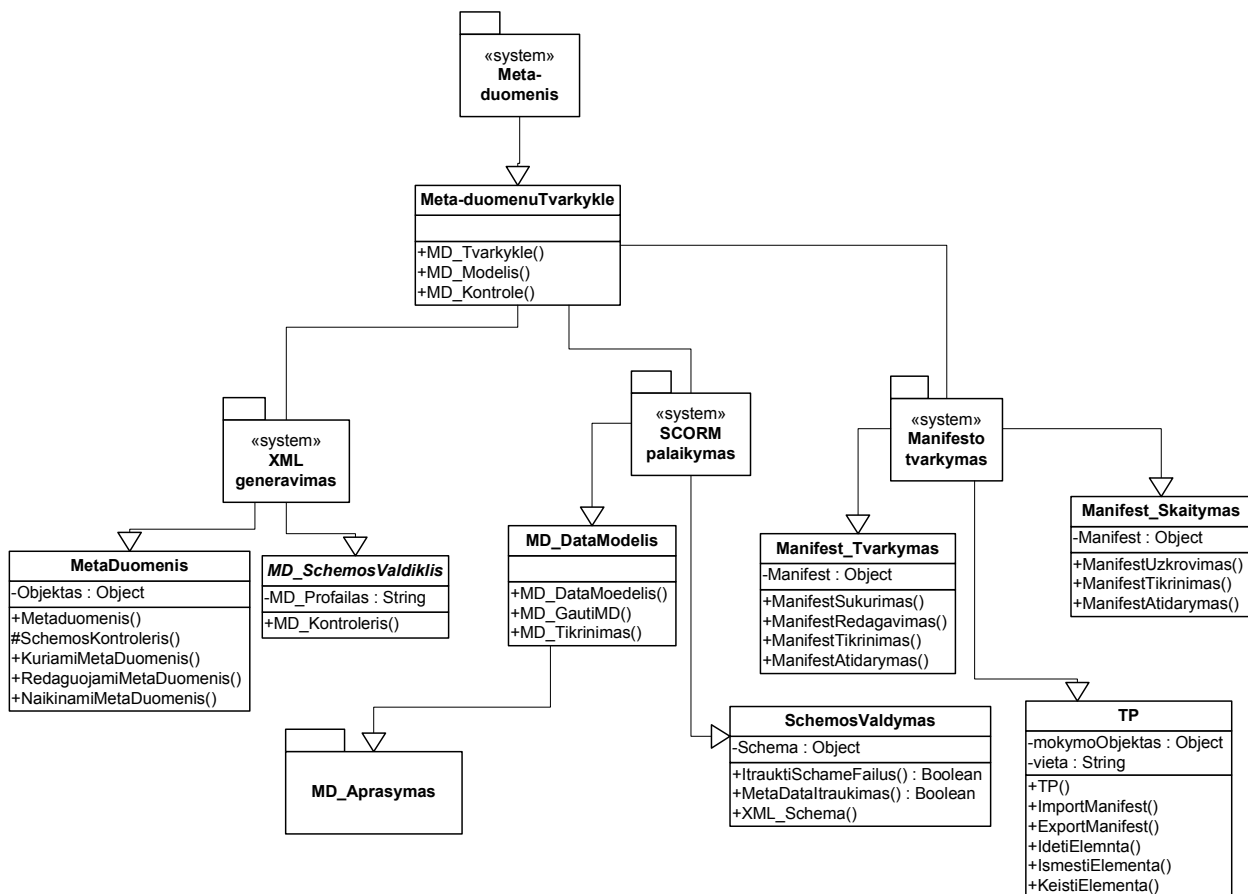 «system»
Meta-
duomenis
Meta-duomenuTvarkykle
+MD_Tvarkykle()
+MD_Modelis()
+MD_Kontrole()
«system»
XML
generavimas
«system»
SCORM
palaikymas
«system»
Manifesto
tvarkymas
MetaDuomenis
-Objektas : Object
+Metaduomenis()
#SchemosKontroleris()
+KuriamiMetaDuomenis()
+RedaguojamiMetaDuomenis()
+NaikinamiMetaDuomenis()
MD_SchemosValdiklis
-MD_Profailas : String
+MD_Kontroleris()
MD_DataModelis
+MD_DataMoedelis()
+MD_GautiMD()
+MD_Tikrinimas()
Manifest_Tvarkymas
-Manifest : Object
+ManifestSukurimas()
+ManifestRedagavimas()
+ManifestTikrinimas()
+ManifestAtidarymas()
Manifest_Skaitymas
-Manifest : Object
+ManifestUzkrovimas()
+ManifestTikrinimas()
+ManifestAtidarymas()
MD_Aprasymas
SchemosValdymas
-Schema : Object
+ItrauktiSchameFailus() : Boolean
+MetaDataItraukimas() : Boolean
+XML_Schema()
TP
-mokymoObjektas : Object
-vieta : String
+TP()
+ImportManifest()
+ExportManifest()
+IdetiElemnta()
+IsmestiElementa()
+KeistiElementa()